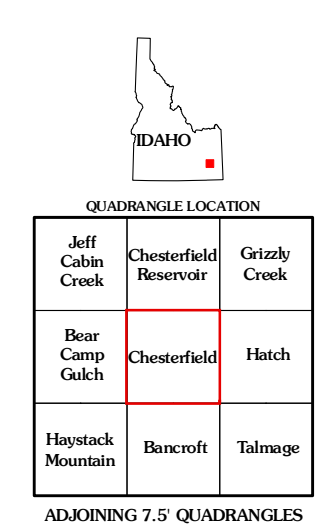 IDAHO
QUADRANGLE LOCATION
Jeff
Cabin
Creek
Chesterfield
Reservoir
Grizzly
Creek
Bear
Camp
Gulch
Chesterfield
Hatch
Haystack
Mountain
Bancroft
Talmage
ADJOINING 7.5' QUADRANGLES